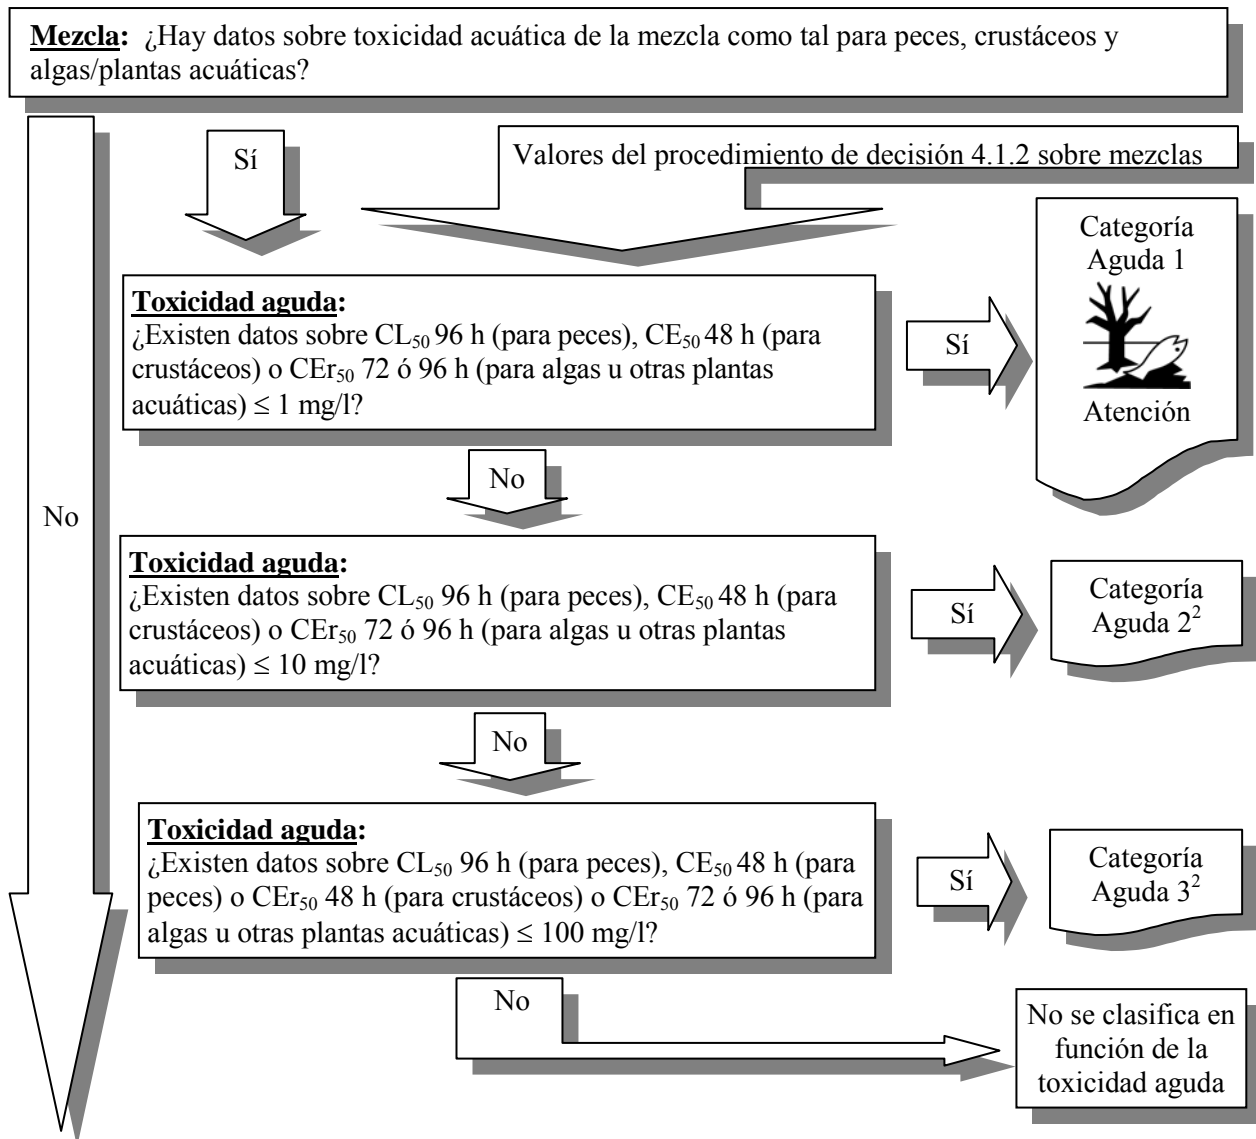 Mezcla: ¿Hay datos sobre toxicidad acuática de la mezcla como tal para peces, crustáceos y
algas/plantas acuáticas?
Sí
Valores del procedimiento de decisión 4.1.2 sobre mezclas
Toxicidad aguda:
¿Existen datos sobre CL50 96 h (para peces), CE50 48 h (para
crustáceos) o CEr50 72 ó 96 h (para algas u otras plantas
acuáticas) ≤ 1 mg/l?
Sí
Categoría
Aguda 1
Atención
No
No
Toxicidad aguda:
¿Existen datos sobre CL50 96 h (para peces), CE50 48 h (para
crustáceos) o CEr50 72 ó 96 h (para algas u otras plantas
acuáticas) ≤ 10 mg/l?
Sí
Categoría
Aguda 2²
No
Toxicidad aguda:
¿Existen datos sobre CL50 96 h (para peces), CE50 48 h (para
peces) o CEr50 48 h (para crustáceos) o CEr50 72 ó 96 h (para
algas u otras plantas acuáticas) ≤ 100 mg/l?
Sí
Categoría
Aguda 3²
No
No se clasifica en
función de la
toxicidad aguda